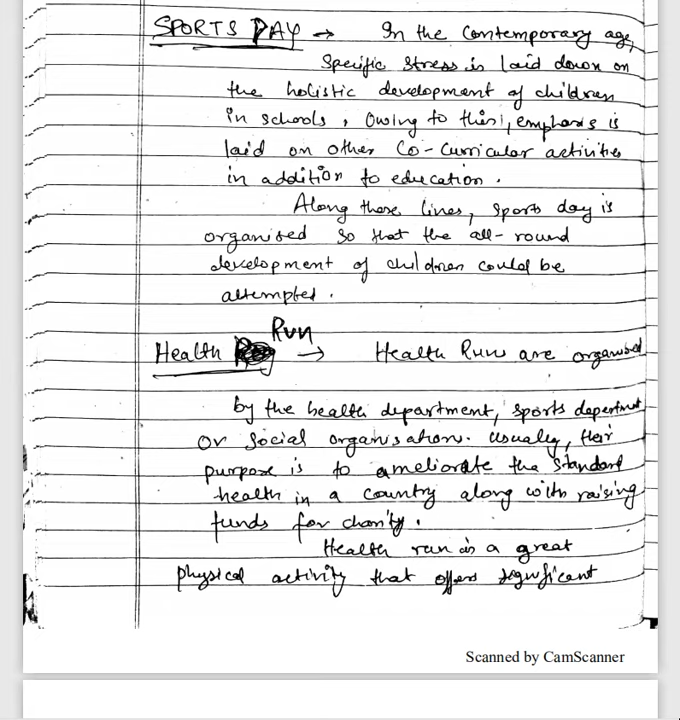 SPORTS DAY → In the Contemporary age,
Specific stress is laid down on
the holistic development of children
in schools, Owing to this, emphasis is
laid on other Co-Curricular activities
in addition to education.
Along these lines, sports day is
organised so that the all-round
development of children could be
attempted.
Health Run → Health Runs are organised
by the health department, sports department
or social organisation. Usually, their
purpose is to ameliorate the standard
health in a country along with raising
funds for charity.
Health run is a great
physical activity that offers significant
Scanned by CamScanner